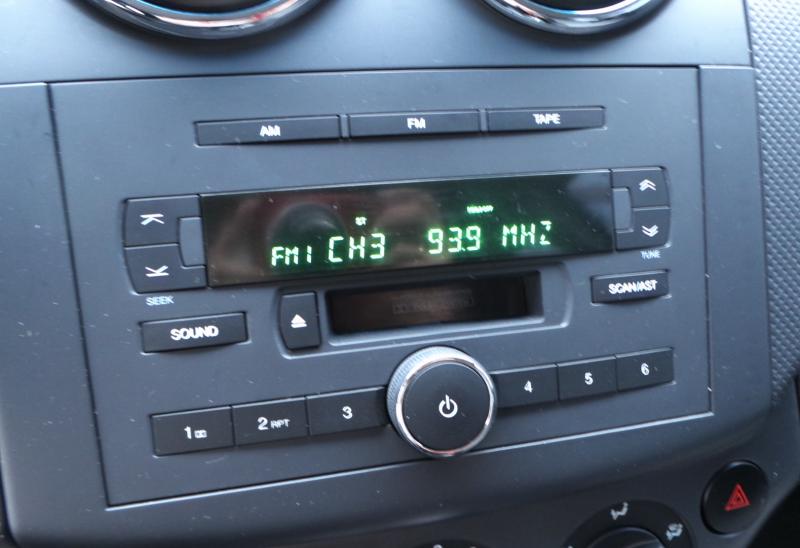 AM FM TAPE
ST
FM1 CH3 93.9 MHZ
SEEK
TUNE
SOUND
SCAN/AST
1 2 RPT 3 4 5 6